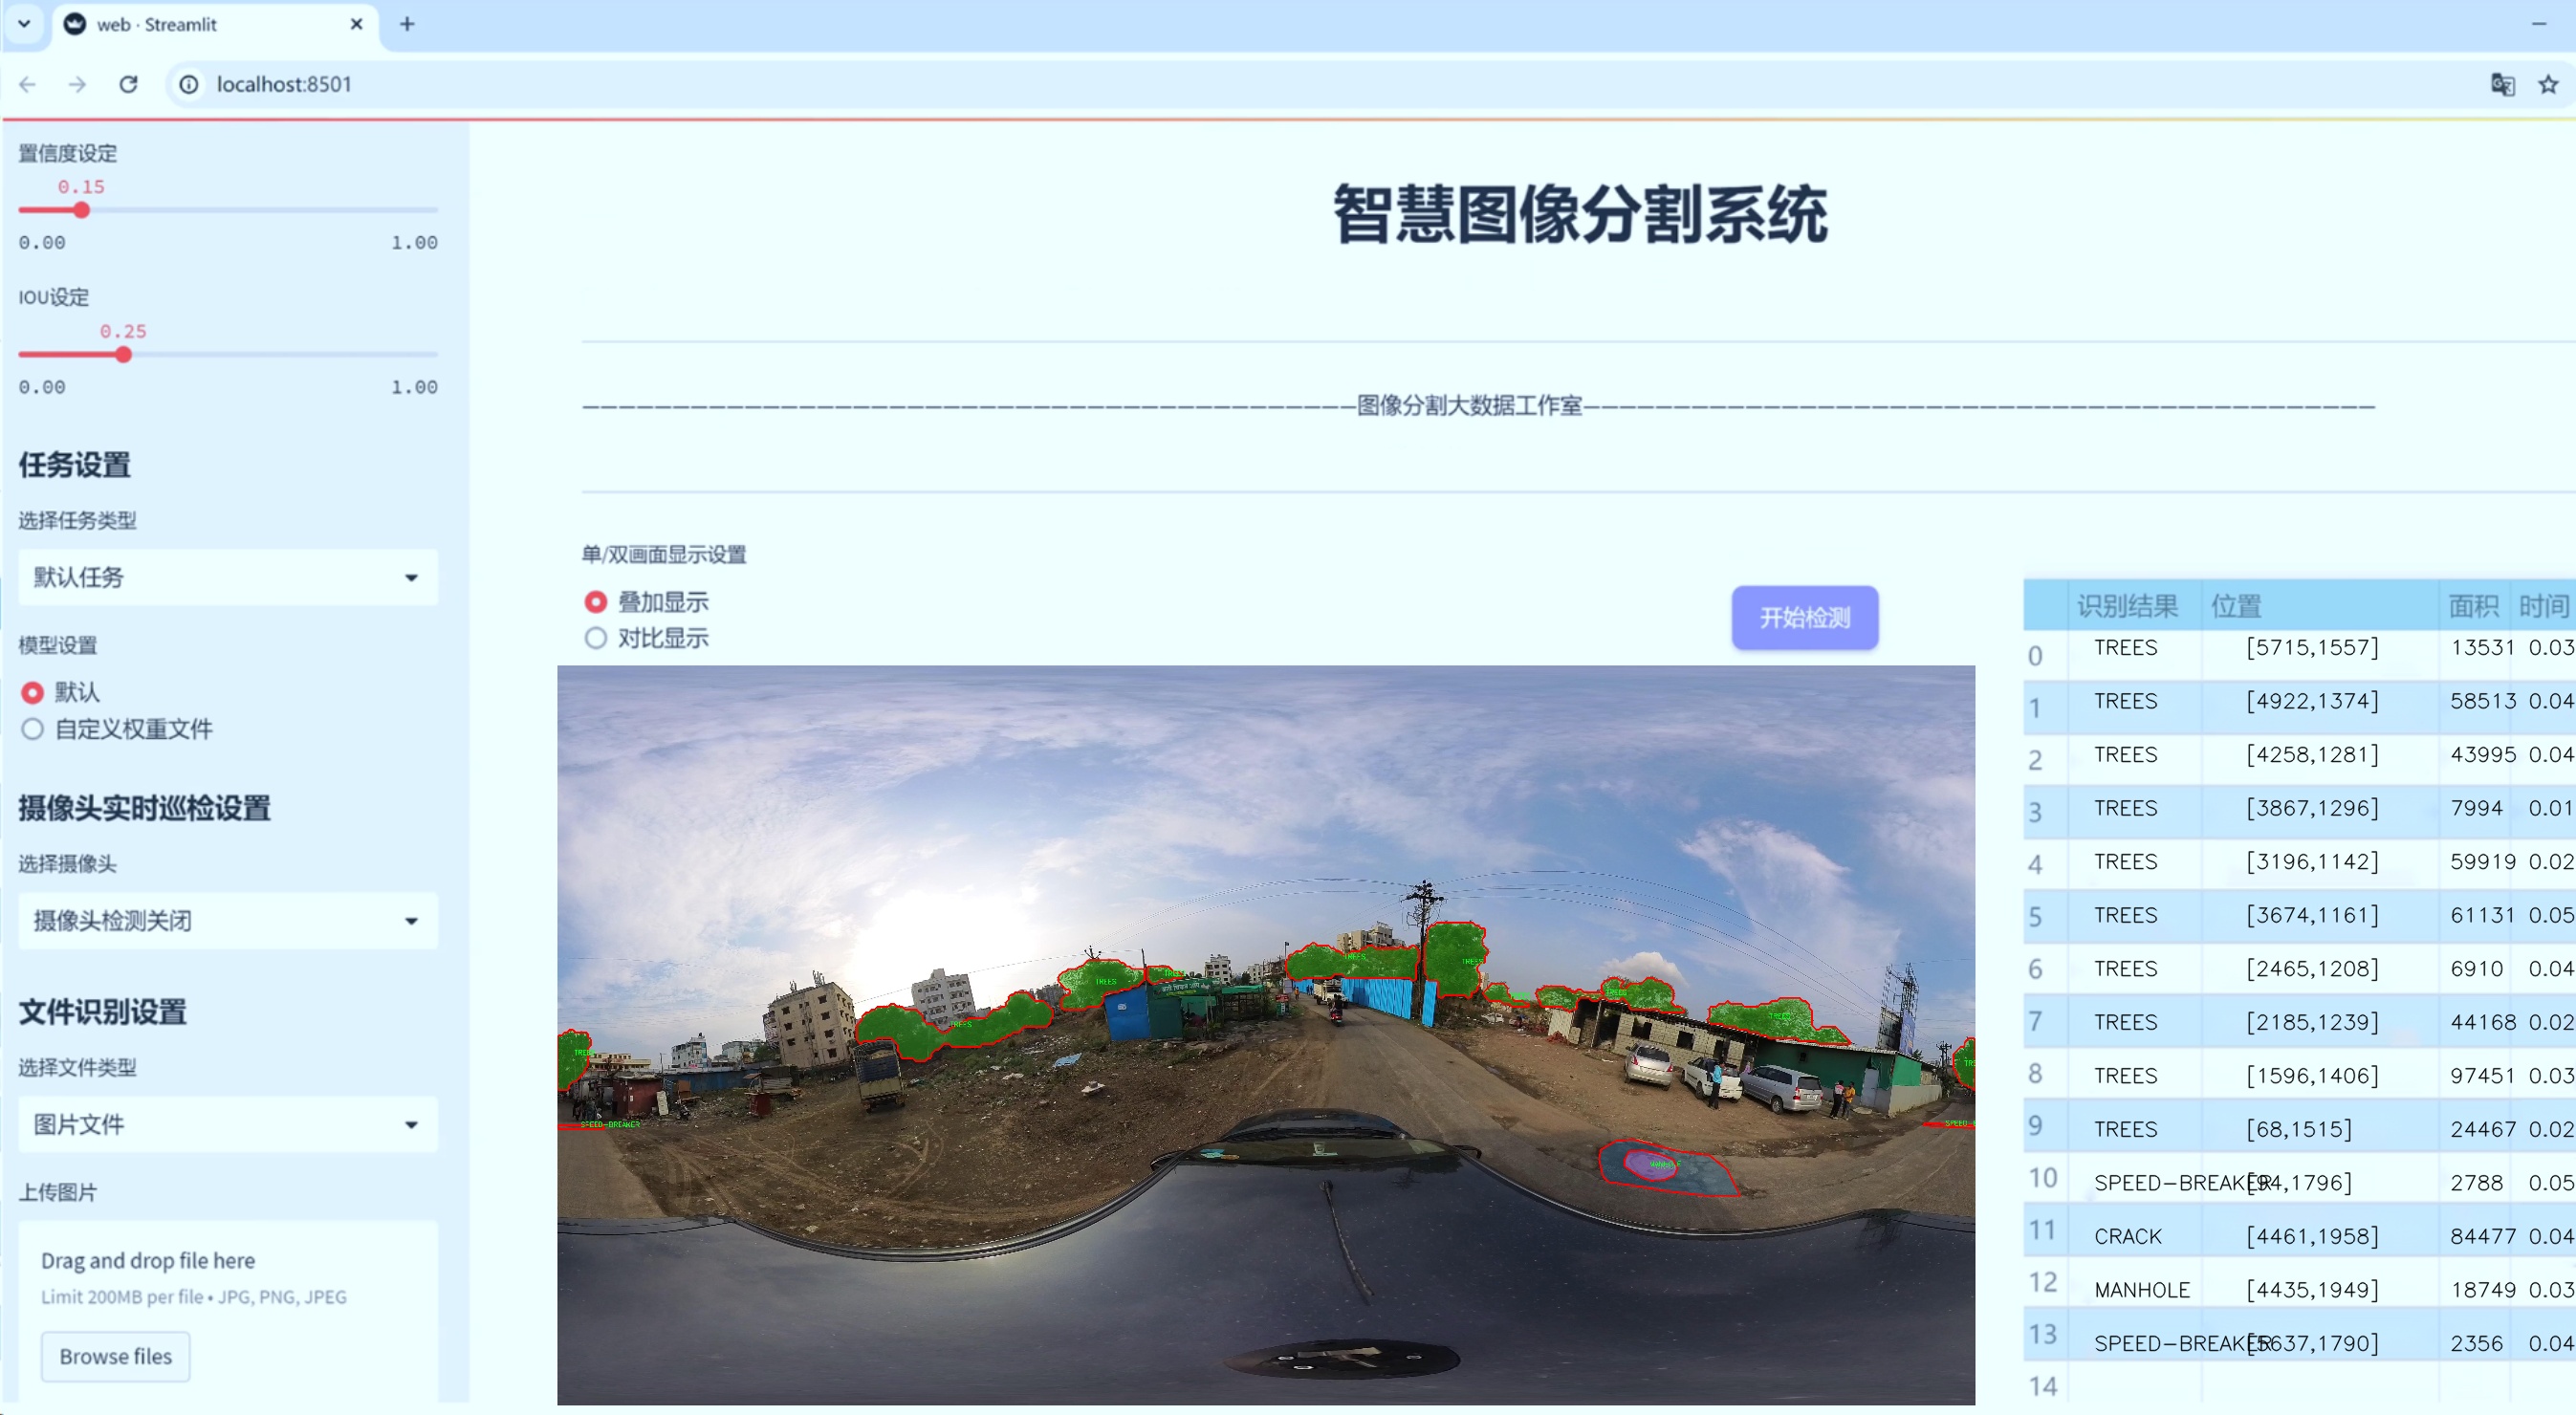 web · Streamlit
localhost:8501
置信度设定
0.15
0.00 1.00
IOU设定
0.25
0.00 1.00
任务设置
选择任务类型
默认任务
模型设置
默认
自定义权重文件
摄像头实时巡检设置
选择摄像头
摄像头检测关闭
文件识别设置
选择文件类型
图片文件
上传图片
Drag and drop file here
Limit 200MB per file • JPG, PNG, JPEG
Browse files
智慧图像分割系统
————————————————————————————————————————————图像分割大数据工作室————————————————————————————————————————————
单/双画面显示设置
叠加显示
对比显示
开始检测
TREES
TREES
TREES
TREES
TREES
SPEED-BREAKER
识别结果 位置 面积 时间
0 TREES [5715,1557] 13531 0.03
1 TREES [4922,1374] 58513 0.04
2 TREES [4258,1281] 43995 0.04
3 TREES [3867,1296] 7994 0.01
4 TREES [3196,1142] 59919 0.02
5 TREES [3674,1161] 61131 0.05
6 TREES [2465,1208] 6910 0.04
7 TREES [2185,1239] 44168 0.02
8 TREES [1596,1406] 97451 0.03
9 TREES [68,1515] 24467 0.02
10 SPEED-BREAKER [94,1796] 2788 0.05
11 CRACK [4461,1958] 84477 0.04
12 MANHOLE [4435,1949] 18749 0.03
13 SPEED-BREAKER [5637,1790] 2356 0.04
14